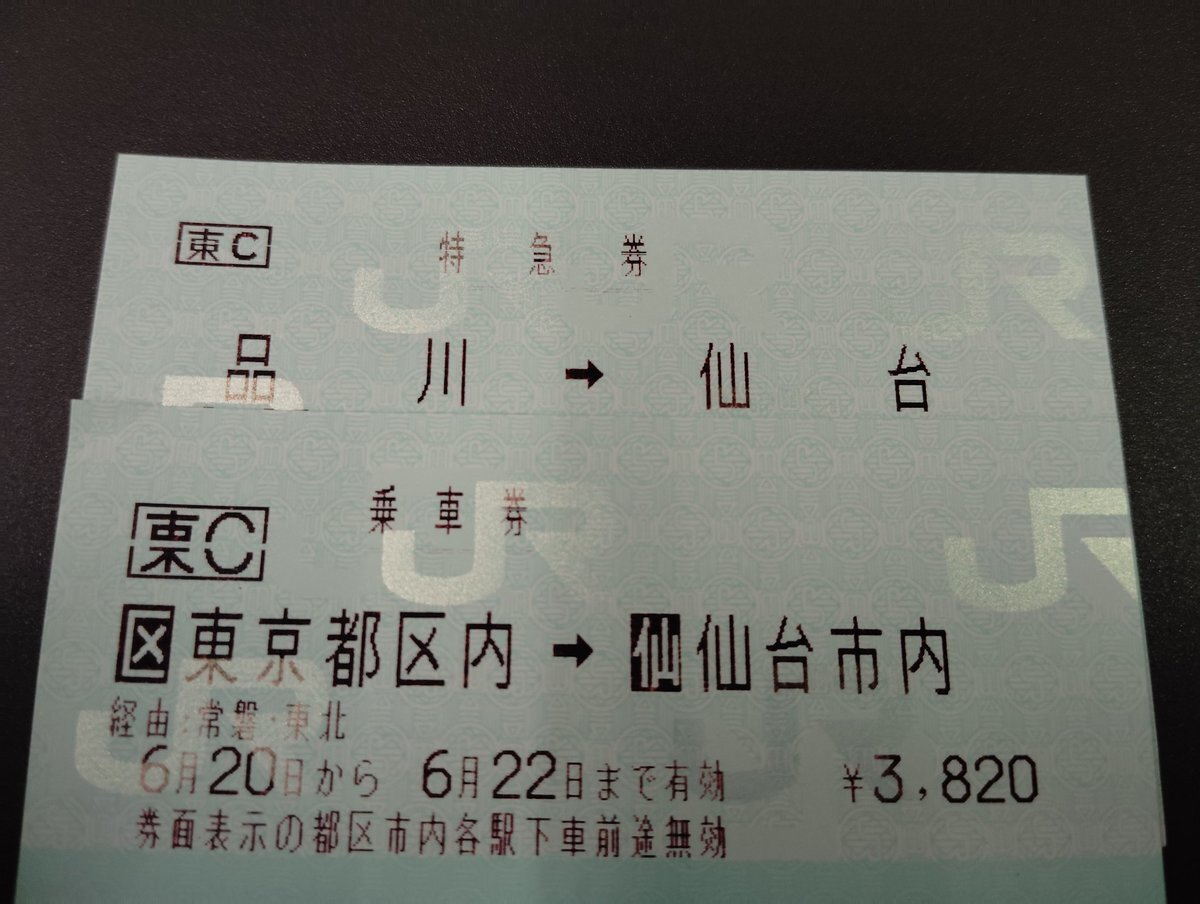 東C
特急券
品川➡仙台
乗車券
東C
区東京都区内➡仙仙台市内
経由:常磐・東北
6月20日から 6月22日まで有効 ¥3,820
券面表示の都区市内各駅下車前途無効